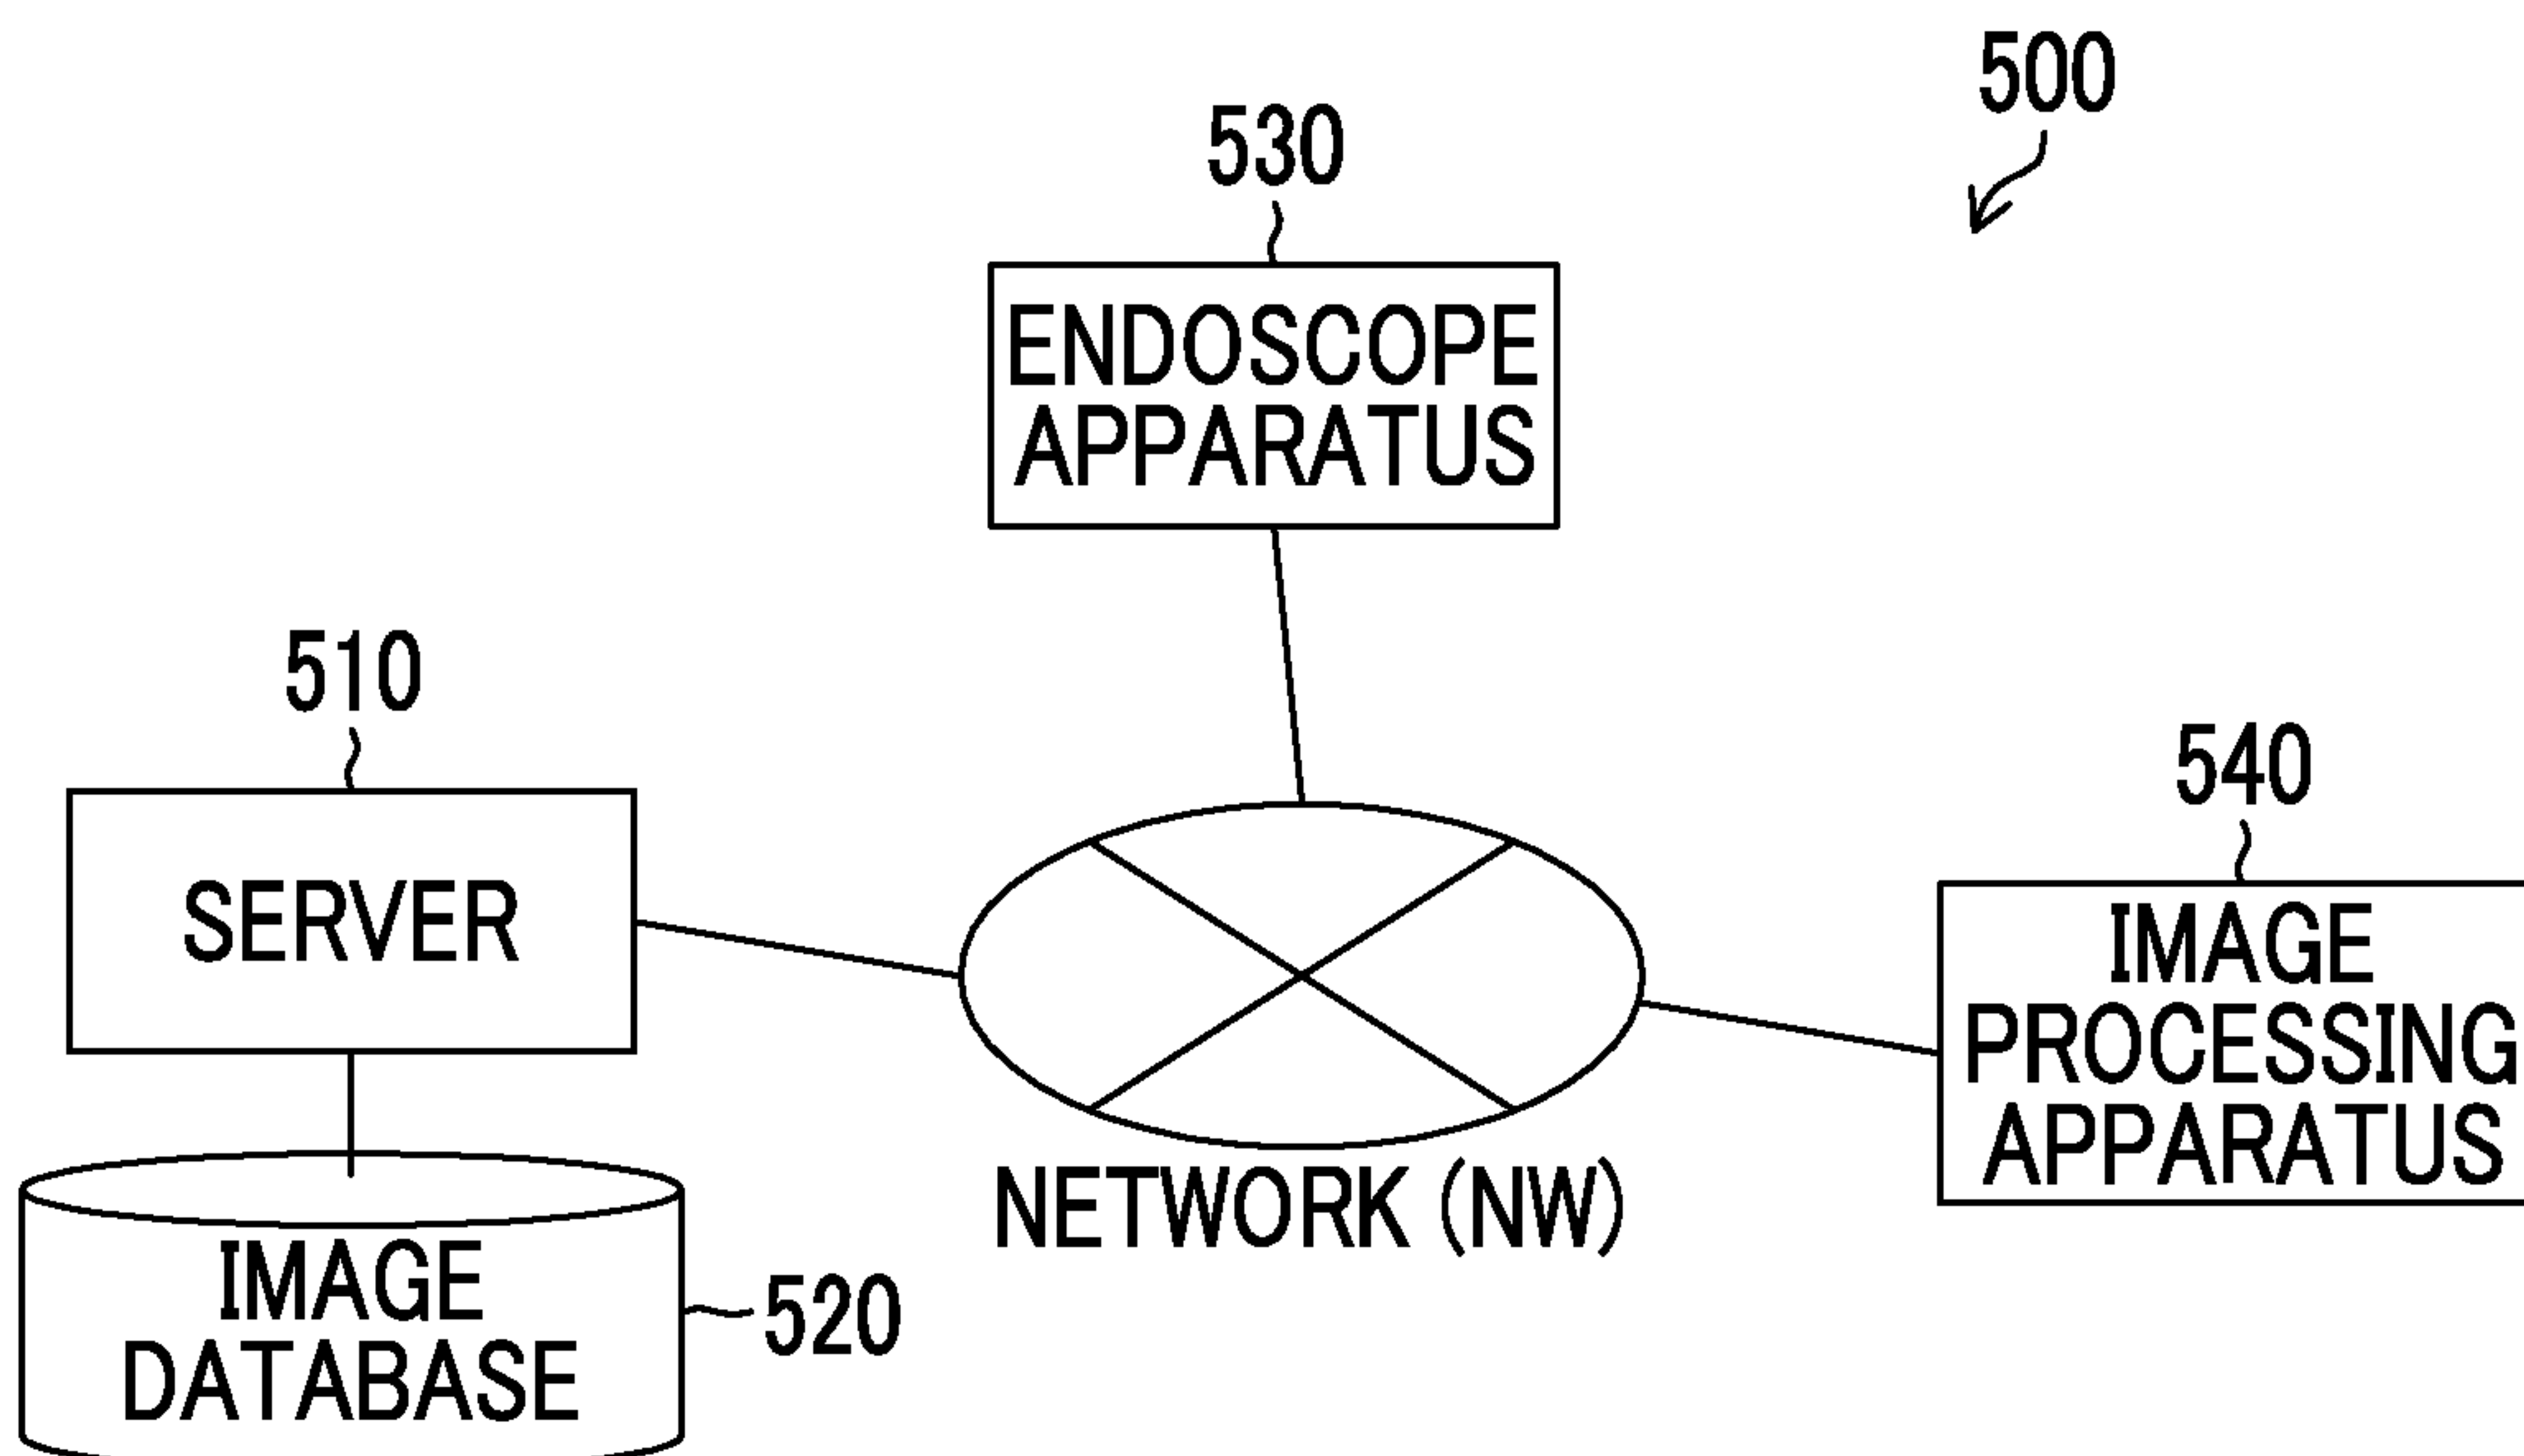 500
530
ENDOSCOPE
APPARATUS
510
SERVER
540
IMAGE
PROCESSING
APPARATUS
NETWORK (NW)
IMAGE
DATABASE
520